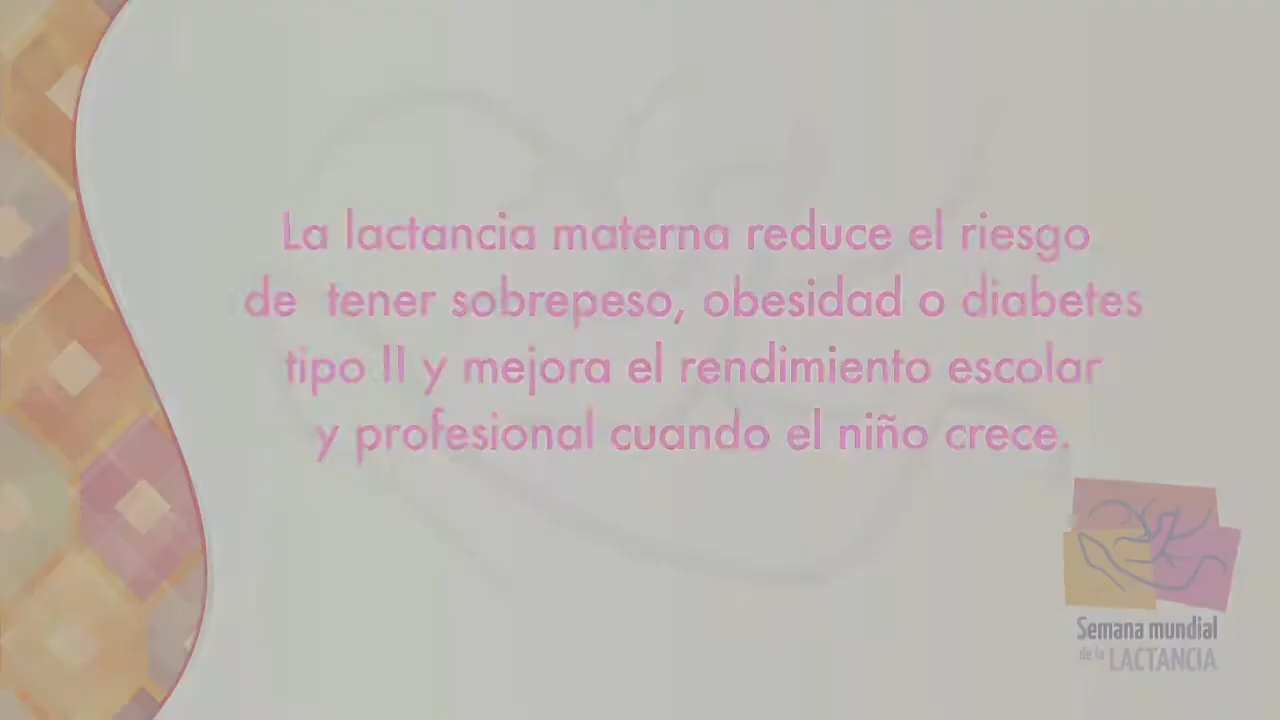 La lactancia materna reduce el riesgo
de tener sobrepeso, obesidad o diabetes
tipo II y mejora el rendimiento escolar
y profesional cuando el niño crece.
Semana mundial
de la LACTANCIA